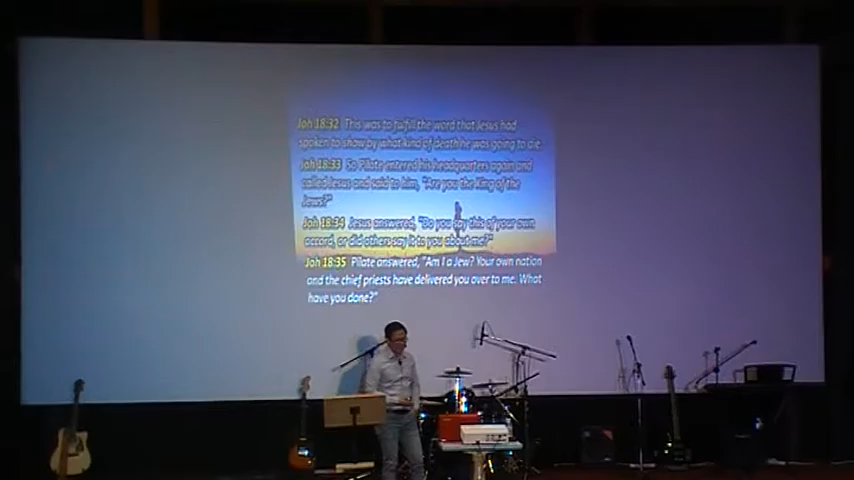 Joh 18:32 This was to fulfill the word that Jesus had
spoken to show by what kind of death he was going to die.
Joh 18:33 So Pilate entered his headquarters again and
called Jesus and said to him, "Are you the King of the
Jews?"
Joh 18:34 Jesus answered, "Do you say this of your own
accord, or did others say it to you about me?"
Joh 18:35 Pilate answered, "Am I a Jew? Your own nation
and the chief priests have delivered you over to me. What
have you done?"